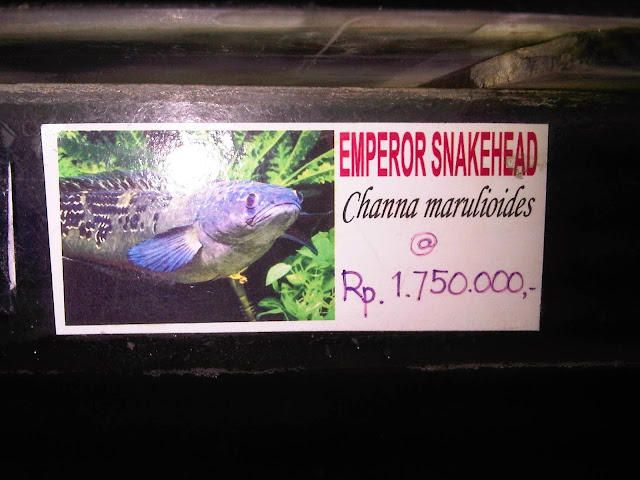 EMPEROR SNAKEHEAD
Channa marulioides
@
Rp. 1.750.000,-